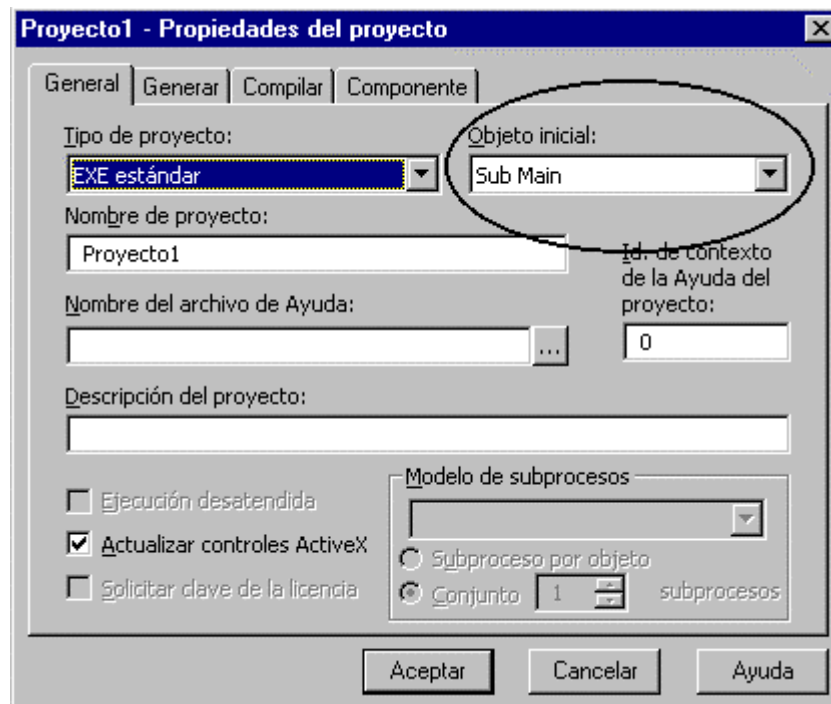 Proyecto1 - Propiedades del proyecto
General Generar Compilar Componente
Tipo de proyecto:
EXE estándar
Objeto inicial:
Sub Main
Nombre de proyecto:
Proyecto1
Id. de contexto
de la Ayuda del
proyecto:
0
Nombre del archivo de Ayuda:
...
Descripción del proyecto:
Ejecución desatendida
Actualizar controles ActiveX
Solicitar clave de la licencia
Modelo de subprocesos
Subproceso por objeto
Conjunto 1 subprocesos
Aceptar Cancelar Ayuda